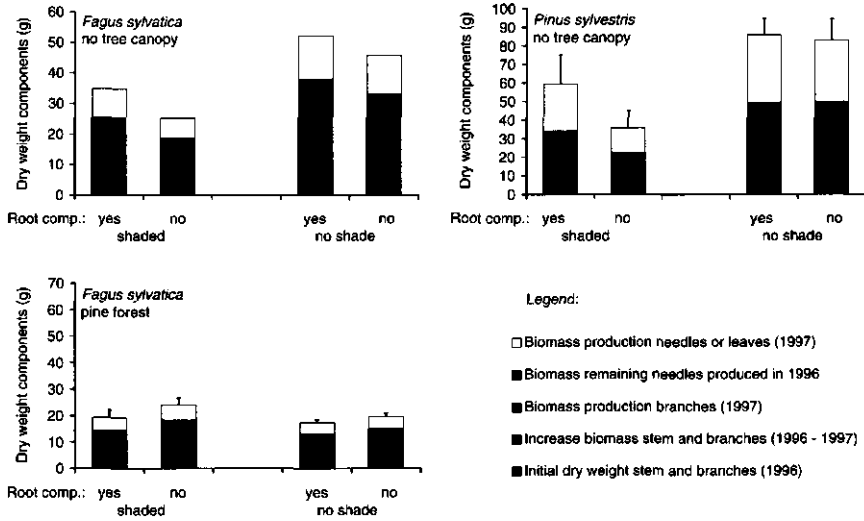 Fagus sylvatica
no tree canopy
Dry weight components (g)
60
50
40
30
20
10
0
Root comp.: yes no yes no
shaded no shade
Pinus sylvestris
no tree canopy
Dry weight components (g)
100
90
80
70
60
50
40
30
20
10
0
Root comp.: yes no yes no
shaded no shade
Fagus sylvatica
pine forest
Dry weight components (g)
70
60
50
40
30
20
10
0
Root comp.: yes no yes no
shaded no shade
Legend:
Biomass production needles or leaves (1997)
Biomass remaining needles produced in 1996
Biomass production branches (1997)
Increase biomass stem and branches (1996 - 1997)
Initial dry weight stem and branches (1996)